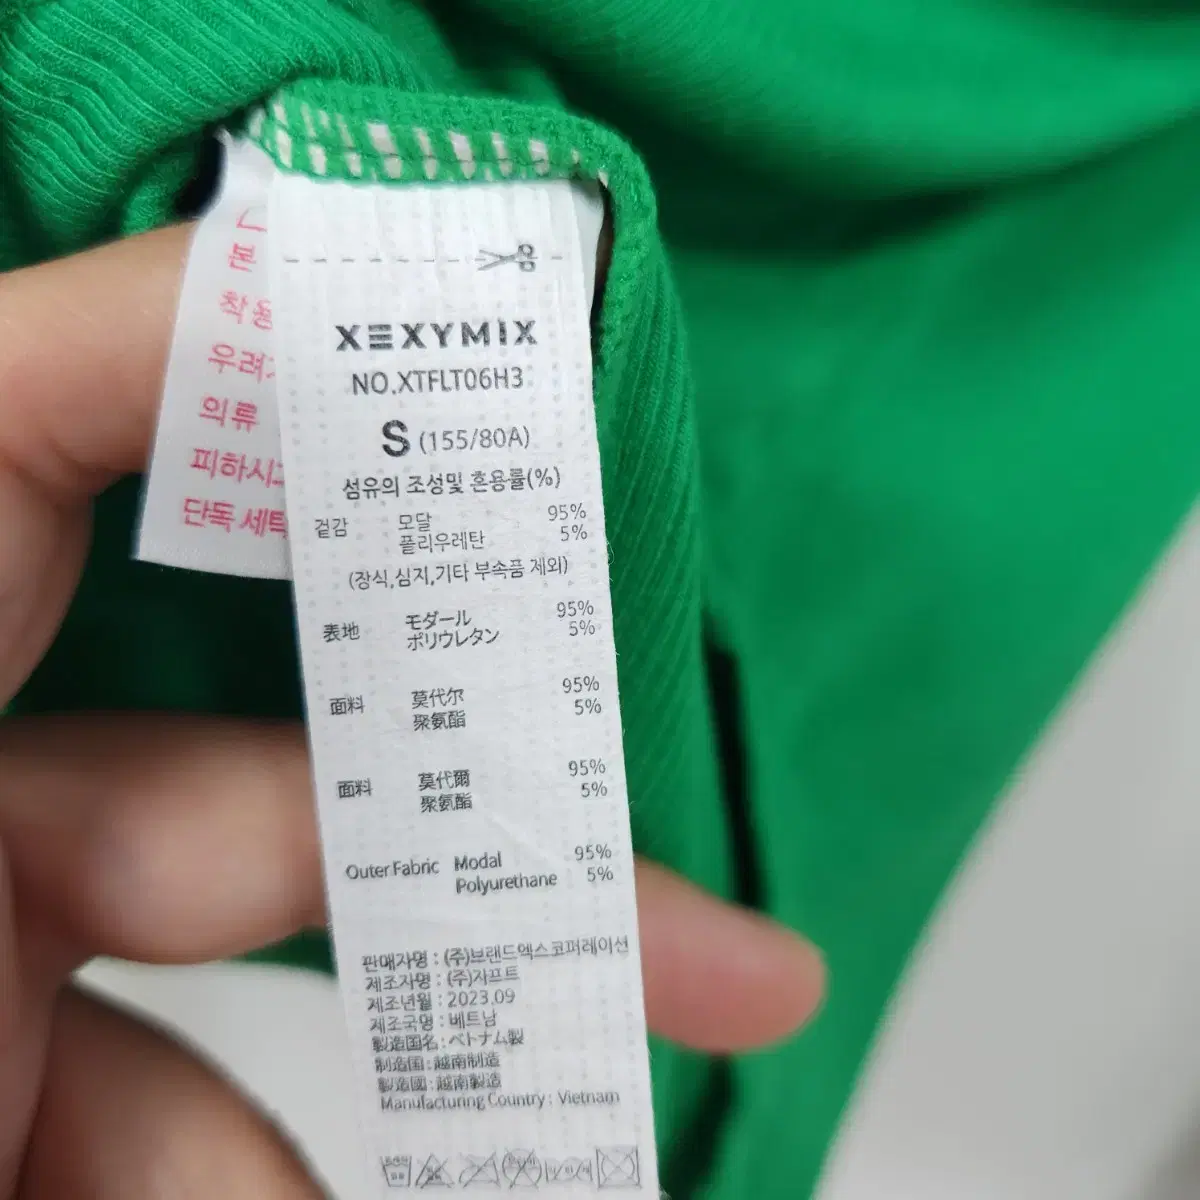 본
착용
우려
의류
피하시
단독 세탁
XEXYMIX
NO.XTFLT06H3
S (155/80A)
섬유의 조성및 혼용률(%)
겉감 모달 95%
폴리우레탄 5%
(장식,심지,기타 부속품 제외)
表地 モダール 95%
ポリウレタン 5%
面料 莫代尔 95%
聚氨酯 5%
面料 莫代爾 95%
聚氨酯 5%
Outer Fabric Modal 95%
Polyurethane 5%
판매자명 : (주)브랜드엑스코퍼레이션
제조자명 : (주)자프트
제조년월 : 2023.09
제조국명 : 베트남
製造国名 : ベトナム製
制造国 : 越南制造
製造國 : 越南製造
Manufacturing Country : Vietnam